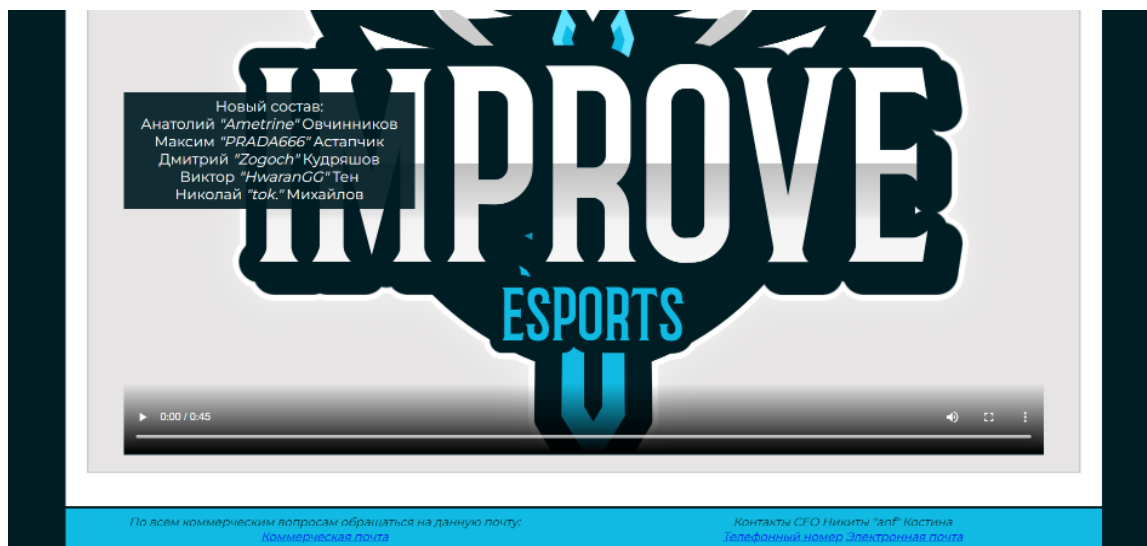 IMPROVE
Новый состав:
Анатолий "Ametrine" Овчинников
Максим "PRADA666" Астапчик
Дмитрий "Zogoch" Кудряшов
Виктор "HwaranGG" Тен
Николай "tok." Михайлов
ESPORTS
0:00 / 0:45
По всем коммерческим вопросам обращаться на данную почту:
Коммерческая почта
Контакты CEO Никиты "anf" Костина
Телефонный номер Электронная почта